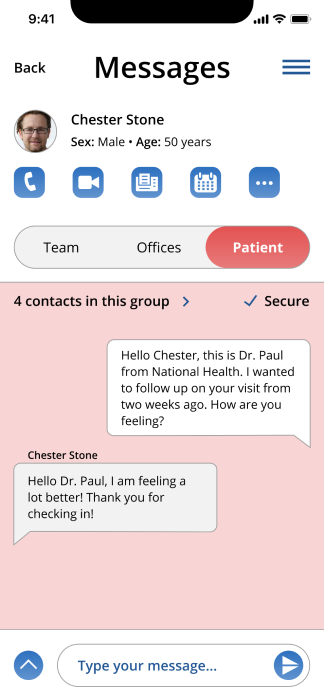 9:41
Back
Messages
Chester Stone
Sex: Male • Age: 50 years
Team
Offices
Patient
4 contacts in this group
Secure
Hello Chester, this is Dr. Paul
from National Health. I wanted
to follow up on your visit from
two weeks ago. How are you
feeling?
Chester Stone
Hello Dr. Paul, I am feeling a
lot better! Thank you for
checking in!
Type your message...